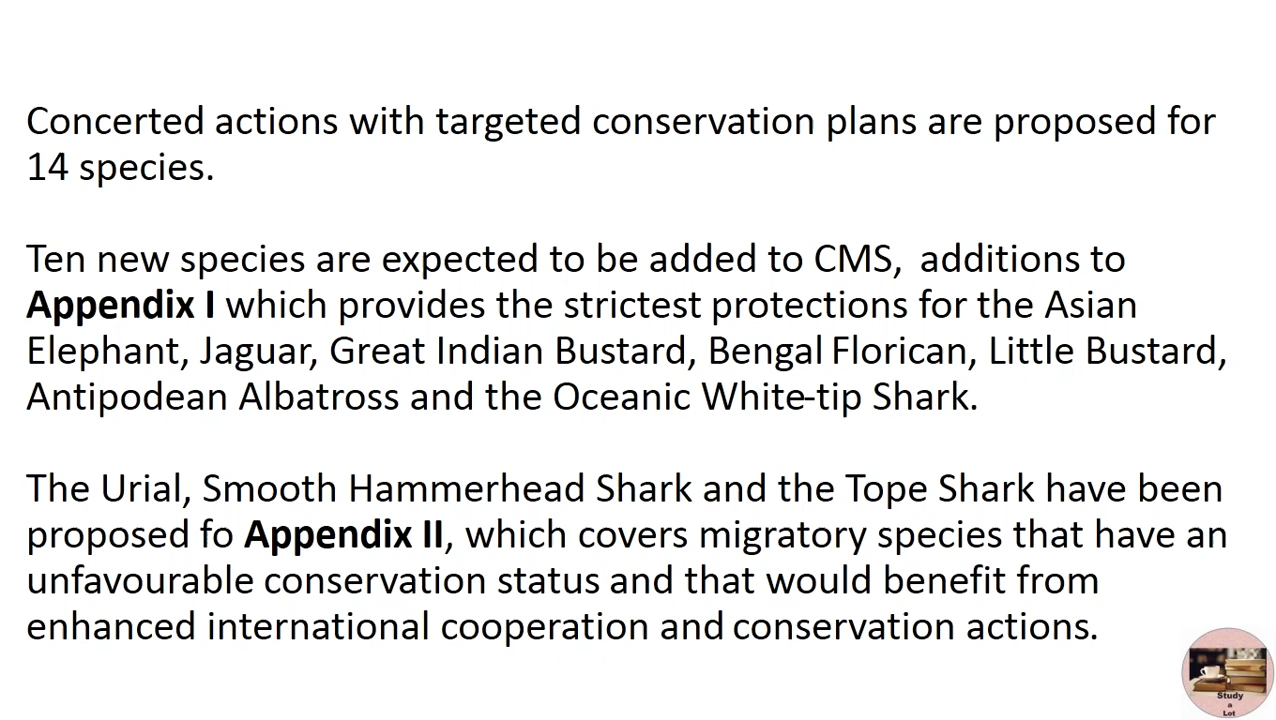 Concerted actions with targeted conservation plans are proposed for
14 species.
Ten new species are expected to be added to CMS,  additions to
Appendix I which provides the strictest protections for the Asian
Elephant, Jaguar, Great Indian Bustard, Bengal Florican, Little Bustard,
Antipodean Albatross and the Oceanic White-tip Shark.
The Urial, Smooth Hammerhead Shark and the Tope Shark have been
proposed fo Appendix II, which covers migratory species that have an
unfavourable conservation status and that would benefit from
enhanced international cooperation and conservation actions.
Study
a
Lot